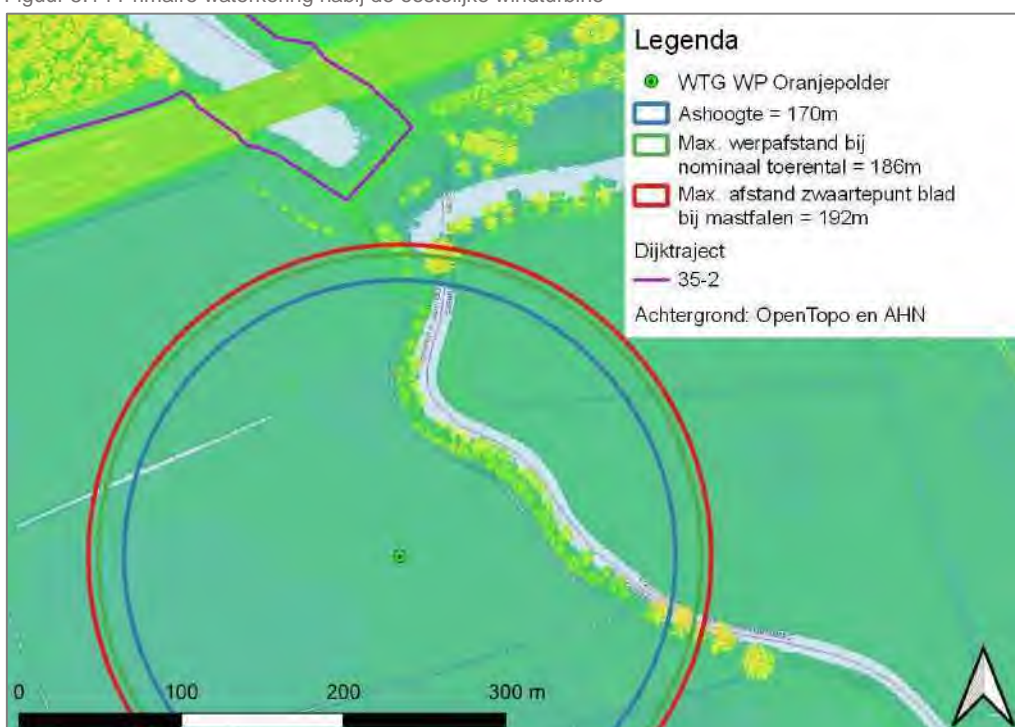 Legenda
WTG WP Oranjepolder
Ashoogte = 170m
Max. werpafstand bij
nominaal toerental = 186m
Max. afstand zwaartepunt blad
bij mastfalen = 192m
Dijktraject
35-2
Achtergrond: OpenTopo en AHN
0 100 200 300 m